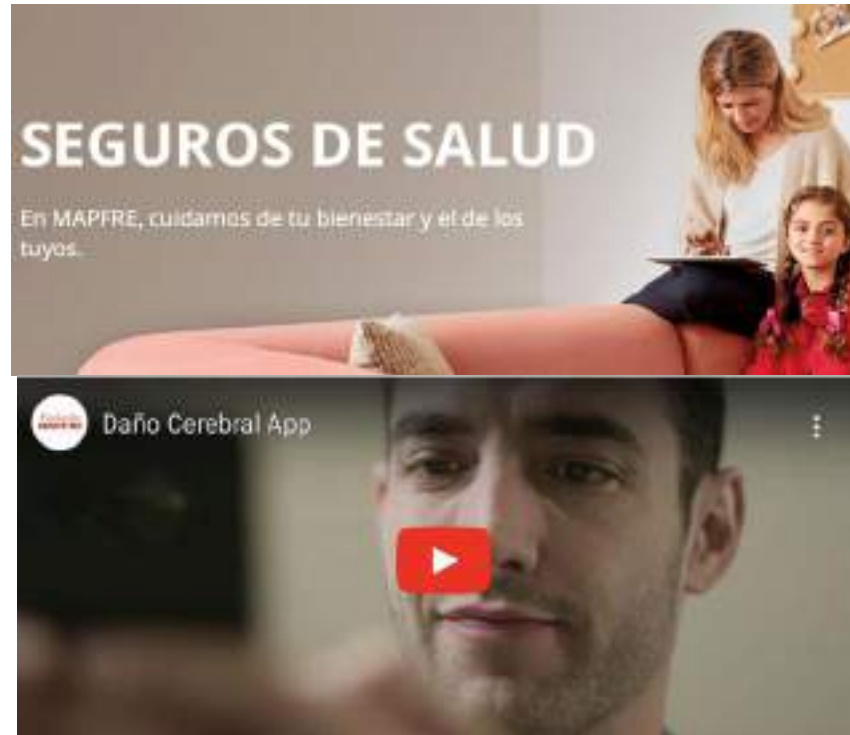 SEGUROS DE SALUD
En MAPFRE, cuidamos de tu bienestar y el de los
tuyos.
Daño Cerebral App